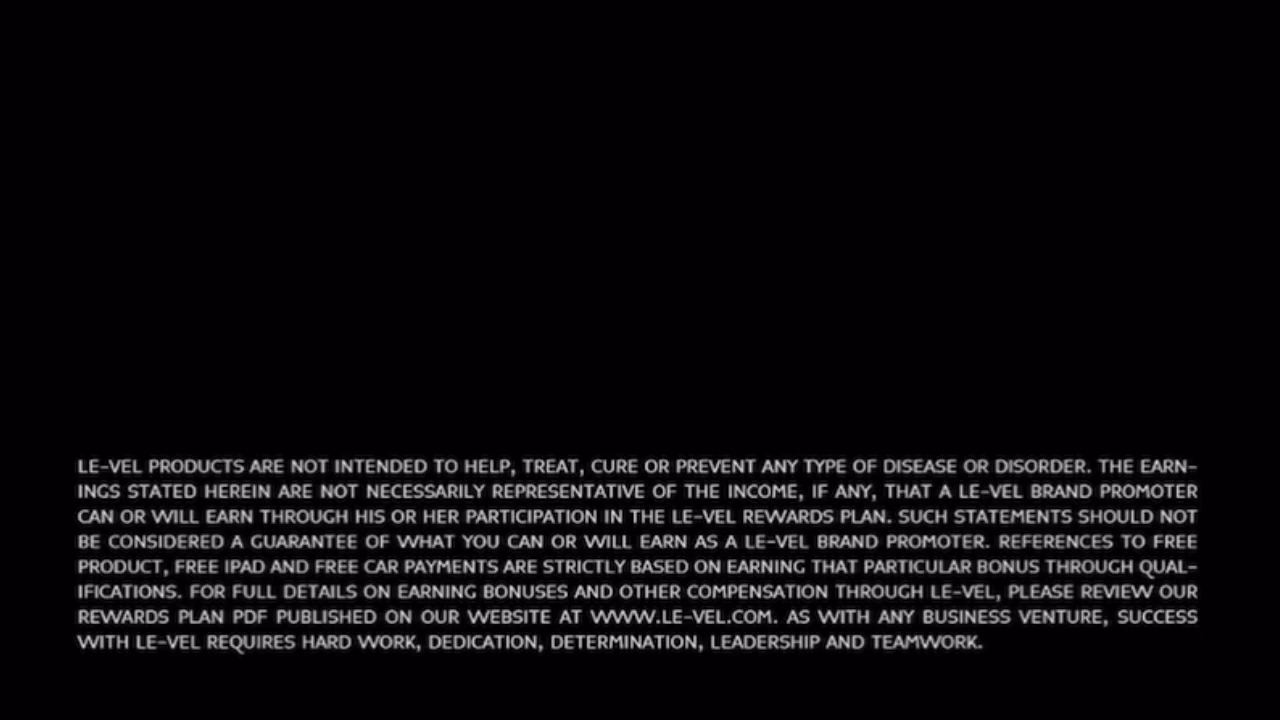 LE-VEL PRODUCTS ARE NOT INTENDED TO HELP, TREAT, CURE OR PREVENT ANY TYPE OF DISEASE OR DISORDER. THE EARN-
INGS STATED HEREIN ARE NOT NECESSARILY REPRESENTATIVE OF THE INCOME, IF ANY, THAT A LE-VEL BRAND PROMOTER
CAN OR WILL EARN THROUGH HIS OR HER PARTICIPATION IN THE LE-VEL REWARDS PLAN. SUCH STATEMENTS SHOULD NOT
BE CONSIDERED A GUARANTEE OF WHAT YOU CAN OR WILL EARN AS A LE-VEL BRAND PROMOTER. REFERENCES TO FREE
PRODUCT, FREE IPAD AND FREE CAR PAYMENTS ARE STRICTLY BASED ON EARNING THAT PARTICULAR BONUS THROUGH QUAL-
IFICATIONS. FOR FULL DETAILS ON EARNING BONUSES AND OTHER COMPENSATION THROUGH LE-VEL, PLEASE REVIEW OUR
REWARDS PLAN PDF PUBLISHED ON OUR WEBSITE AT WWW.LE-VEL.COM. AS WITH ANY BUSINESS VENTURE, SUCCESS
WITH LE-VEL REQUIRES HARD WORK, DEDICATION, DETERMINATION, LEADERSHIP AND TEAMWORK.